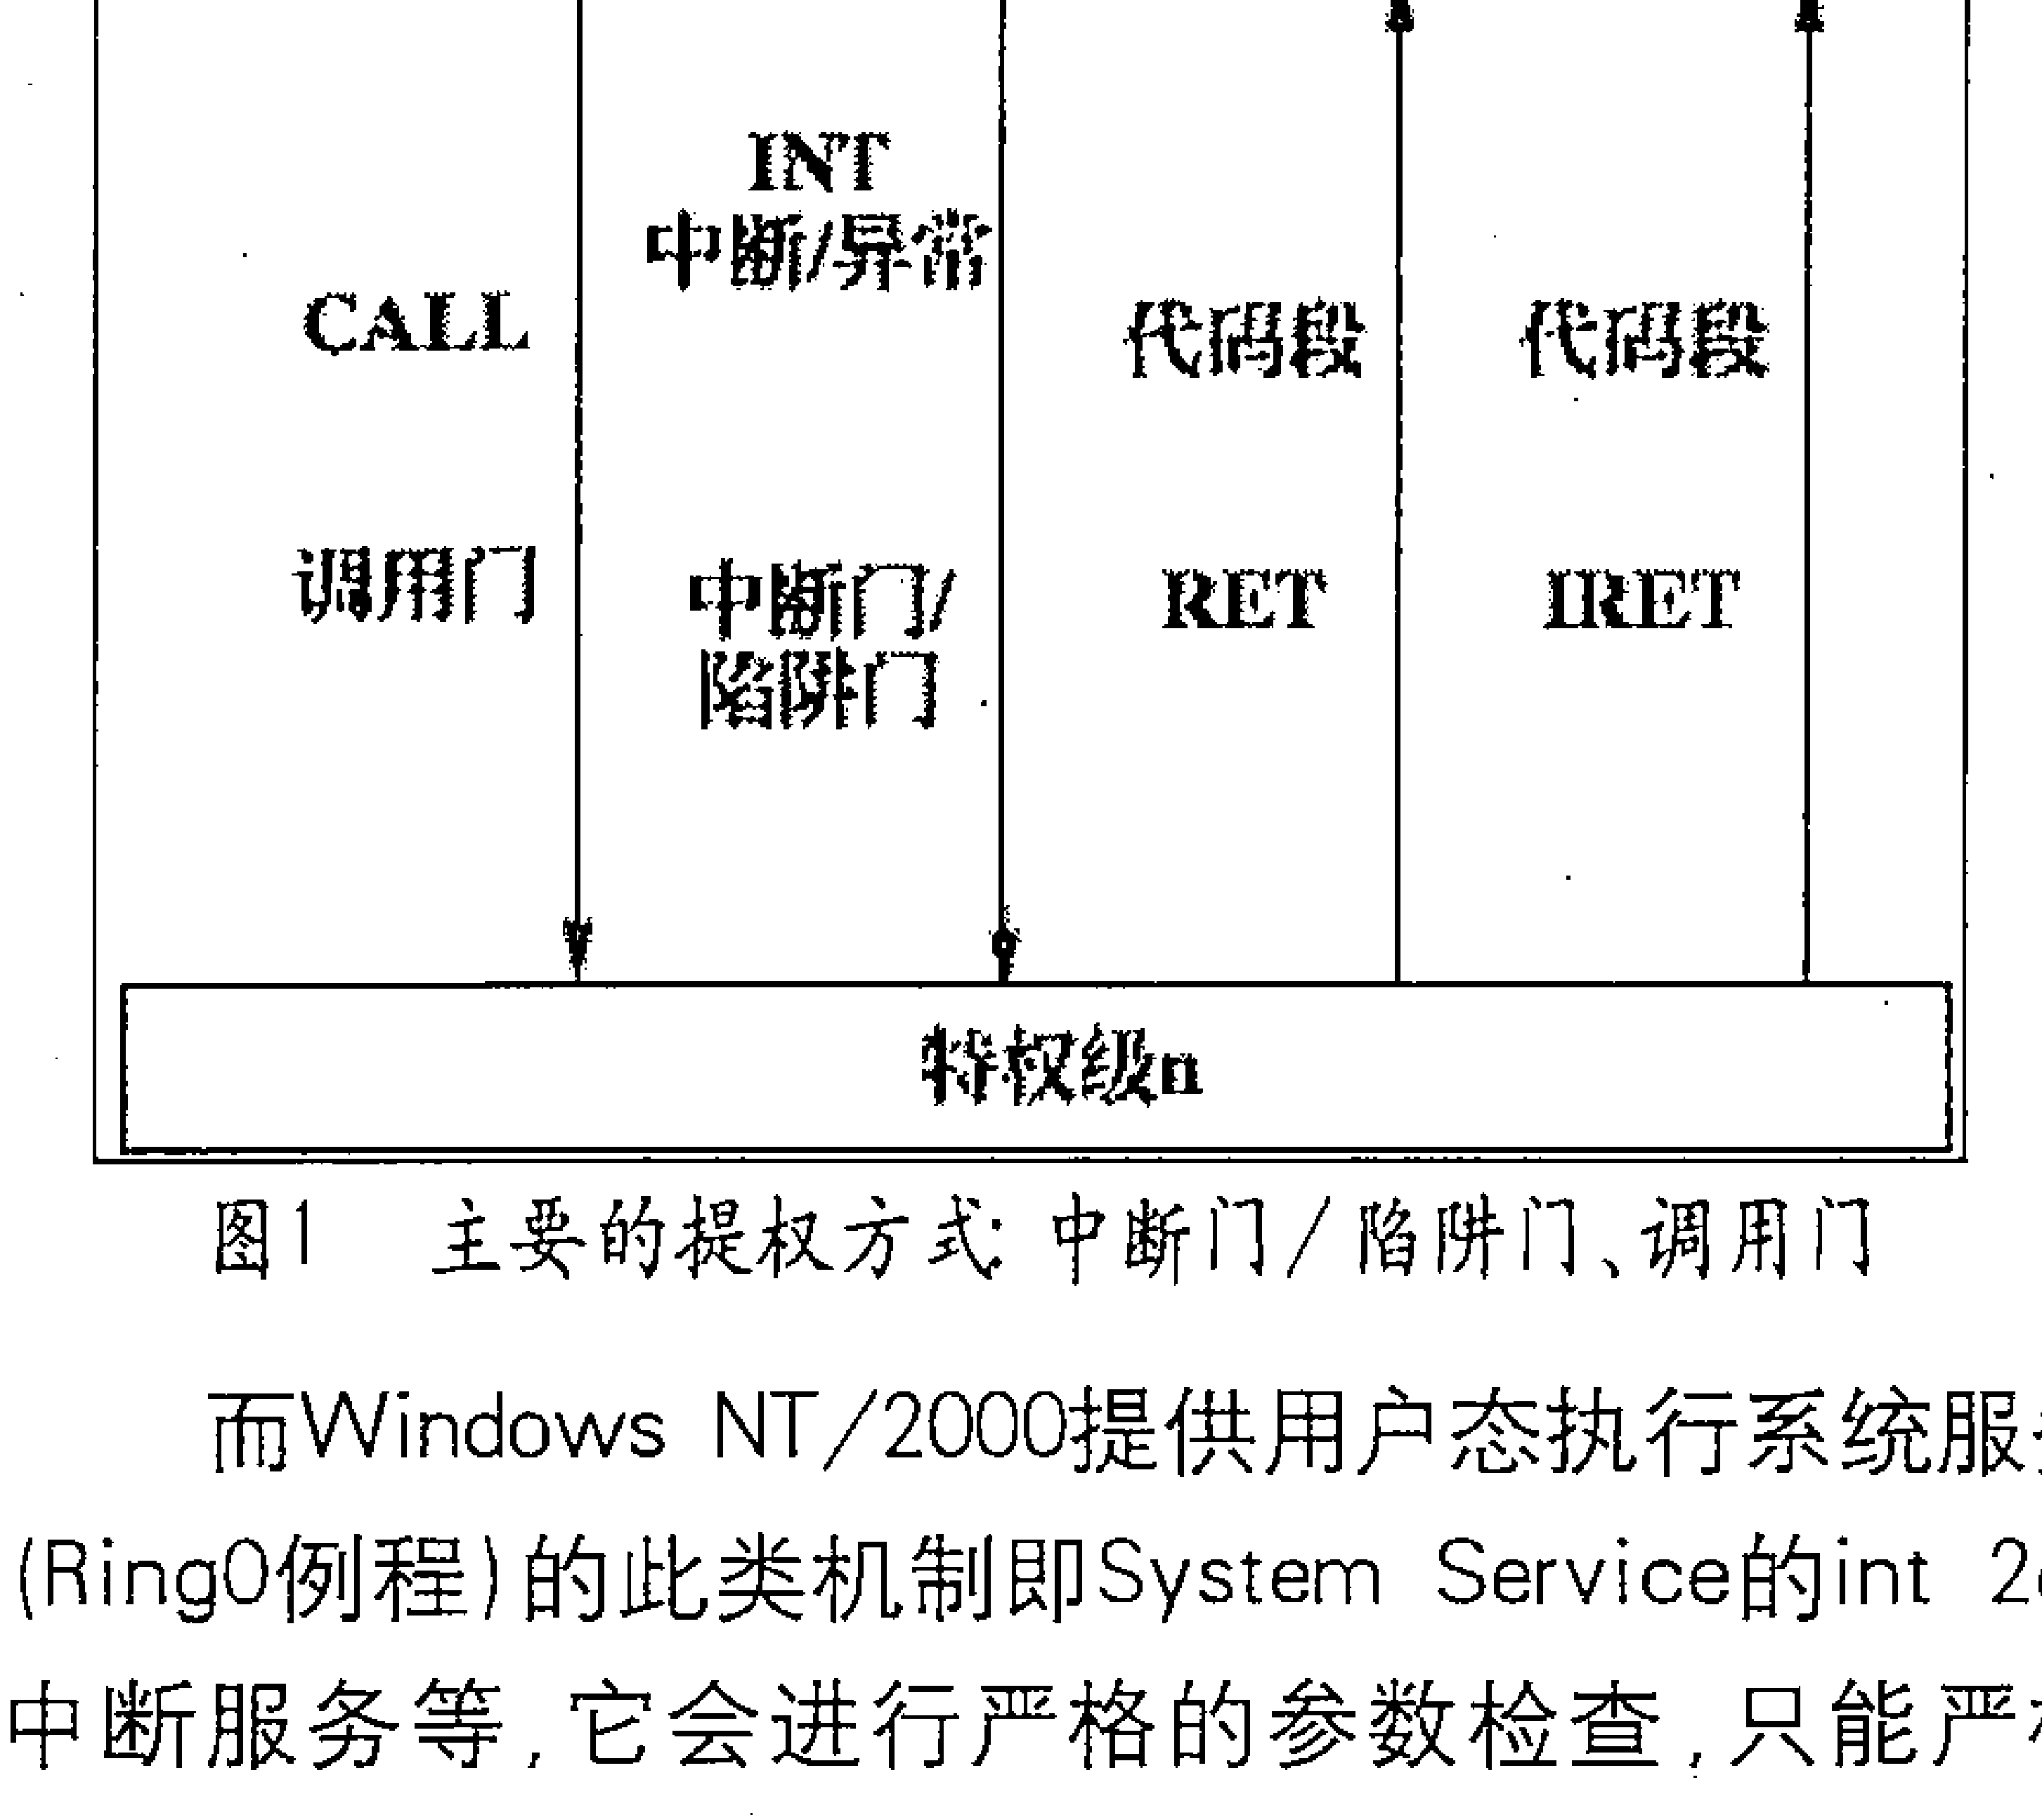 INT
中断/异常
CALL
代码段
代码段
调用门
中断门/
陷阱门
RET
IRET
特权级n
图1 主要的提权方式:中断门/陷阱门、调用门
而Windows NT/2000提供用户态执行系统服
(Ring0例程)的此类机制即System Service的int 2
中断服务等,它会进行严格的参数检查,只能严